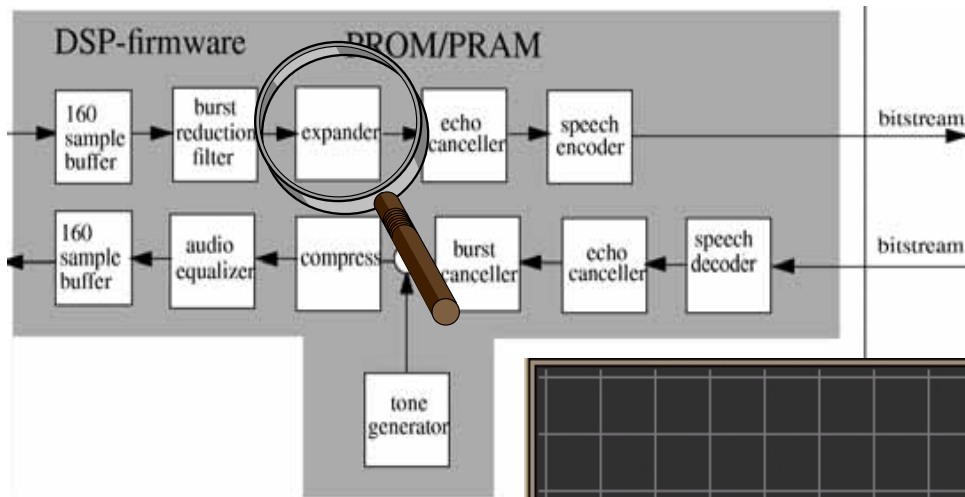 DSP-firmware PROM/PRAM
160
sample
buffer
burst
reduction
filter
expander
echo
canceller
speech
encoder
bitstream
160
sample
buffer
audio
equalizer
compress
burst
canceller
echo
canceller
speech
decoder
bitstream
tone
generator